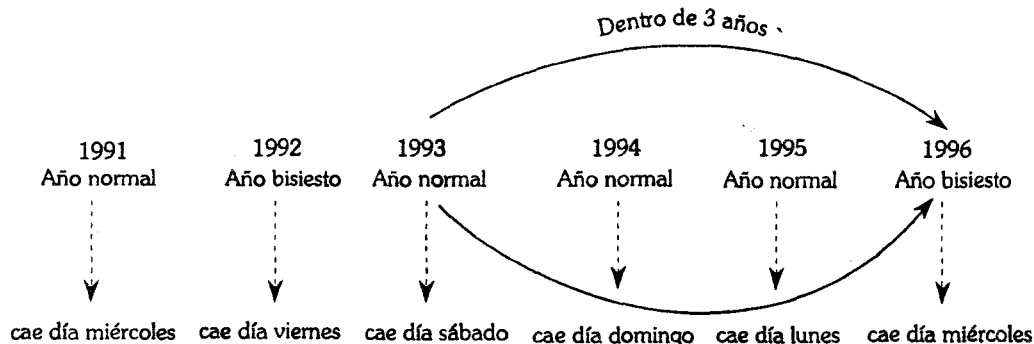 Dentro de 3 años
1991 1992 1993 1994 1995 1996
Año normal Año bisiesto Año normal Año normal Año normal Año bisiesto
cae día miércoles cae día viernes cae día sábado cae día domingo cae día lunes cae día miércoles